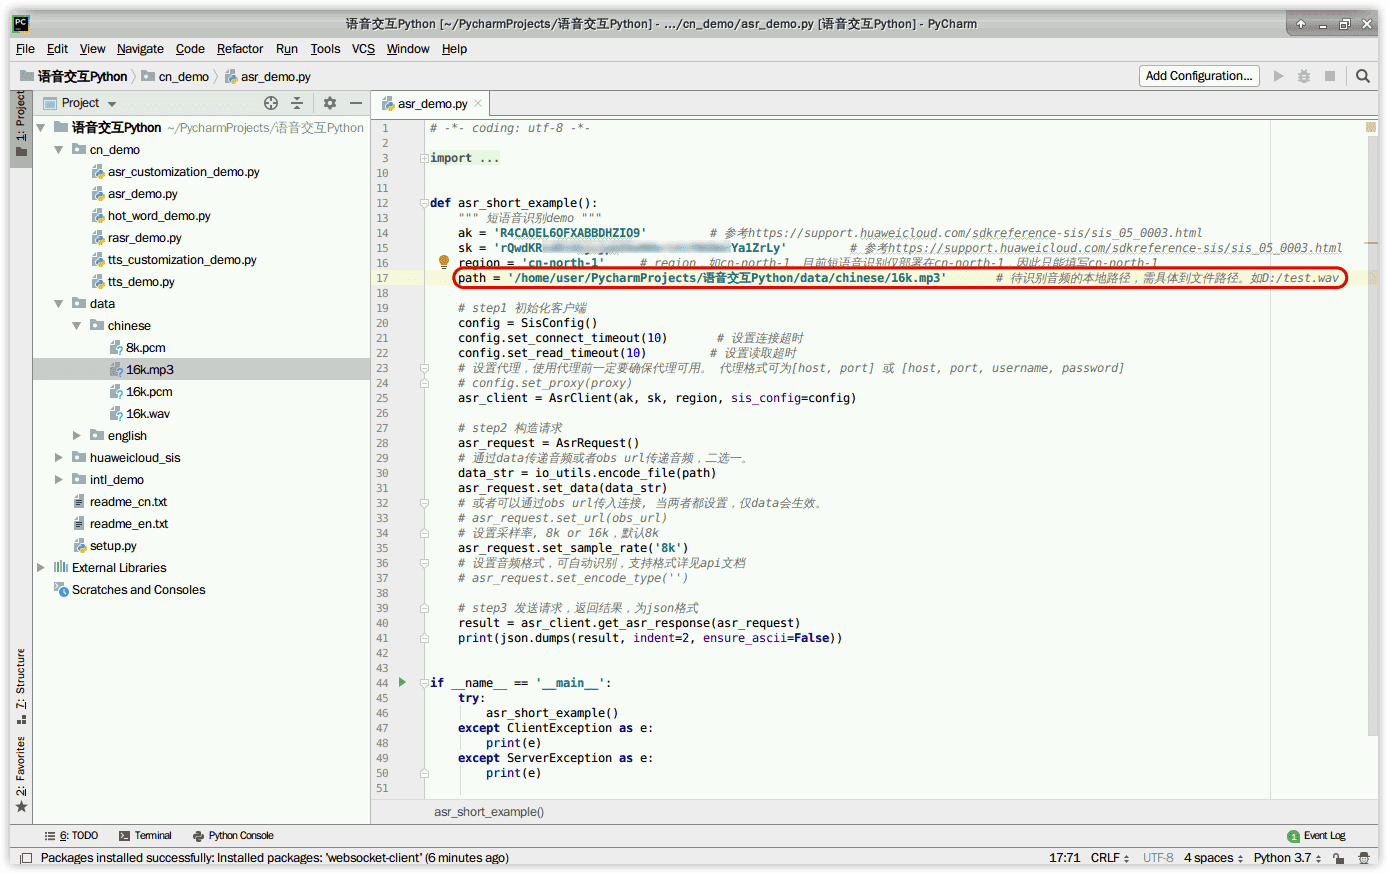 语音交互Python [~/PycharmProjects/语音交互Python] - .../cn_demo/asr_demo.py [语音交互Python] - PyCharm
File Edit View Navigate Code Refactor Run Tools VCS Window Help
语音交互Python cn_demo asr_demo.py Add Configuration...
1: Project
Project
语音交互Python ~/PycharmProjects/语音交互Python
cn_demo
asr_customization_demo.py
asr_demo.py
hot_word_demo.py
rasr_demo.py
tts_customization_demo.py
tts_demo.py
data
chinese
8k.pcm
16k.mp3
16k.pcm
16k.wav
english
huaweicloud_sis
intl_demo
readme_cn.txt
readme_en.txt
setup.py
External Libraries
Scratches and Consoles
7: Structure
2: Favorites
asr_demo.py
1 # -*- coding: utf-8 -*-
2
3 import ...
10
11
12 def asr_short_example():
13 """ 短语音识别demo """
14 ak = 'R4CAOEL6OFXABBDHZIO9' # 参考https://support.huaweicloud.com/sdkreference-sis/sis_05_0003.html
15 sk = 'rQwdKR Ya1ZrLy' # 参考https://support.huaweicloud.com/sdkreference-sis/sis_05_0003.html
16 region = 'cn-north-1' # region，如cn-north-1，目前短语音识别仅部署在cn-north-1，因此只能填写cn-north-1
17 path = '/home/user/PycharmProjects/语音交互Python/data/chinese/16k.mp3' # 待识别音频的本地路径，需具体到文件路径。如D:/test.wav
18
19 # step1 初始化客户端
20 config = SisConfig()
21 config.set_connect_timeout(10) # 设置连接超时
22 config.set_read_timeout(10) # 设置读取超时
23 # 设置代理，使用代理前一定要确保代理可用。 代理格式可为[host, port] 或 [host, port, username, password]
24 # config.set_proxy(proxy)
25 asr_client = AsrClient(ak, sk, region, sis_config=config)
26
27 # step2 构造请求
28 asr_request = AsrRequest()
29 # 通过data传递音频或者obs url传递音频，二选一。
30 data_str = io_utils.encode_file(path)
31 asr_request.set_data(data_str)
32 # 或者可以通过obs url传入连接, 当两者都设置，仅data会生效。
33 # asr_request.set_url(obs_url)
34 # 设置采样率, 8k or 16k，默认8k
35 asr_request.set_sample_rate('8k')
36 # 设置音频格式，可自动识别，支持格式详见api文档
37 # asr_request.set_encode_type('')
38
39 # step3 发送请求，返回结果，为json格式
40 result = asr_client.get_asr_response(asr_request)
41 print(json.dumps(result, indent=2, ensure_ascii=False))
42
43
44 if __name__ == '__main__':
45 try:
46 asr_short_example()
47 except ClientException as e:
48 print(e)
49 except ServerException as e:
50 print(e)
51
asr_short_example()
6: TODO Terminal Python Console 1 Event Log
Packages installed successfully: Installed packages: 'websocket-client' (6 minutes ago) 17:71 CRLF UTF-8 4 spaces Python 3.7